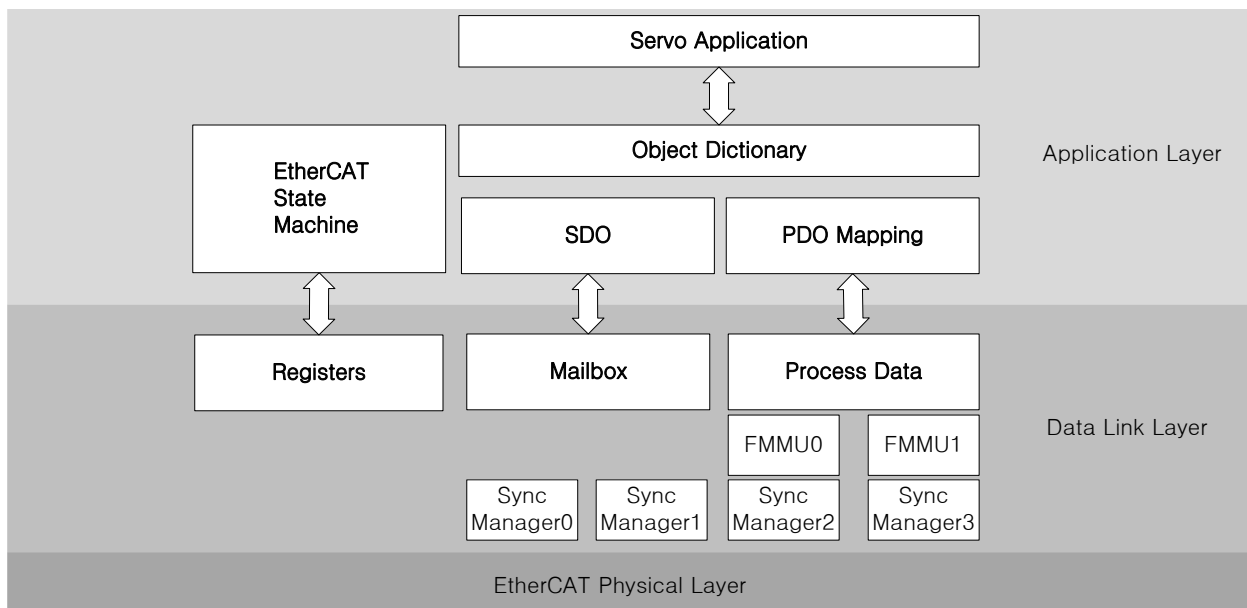 Servo Application
Object Dictionary
Application Layer
EtherCAT
State
Machine
SDO
PDO Mapping
Registers
Mailbox
Process Data
FMMU0
FMMU1
Data Link Layer
Sync
Manager0
Sync
Manager1
Sync
Manager2
Sync
Manager3
EtherCAT Physical Layer